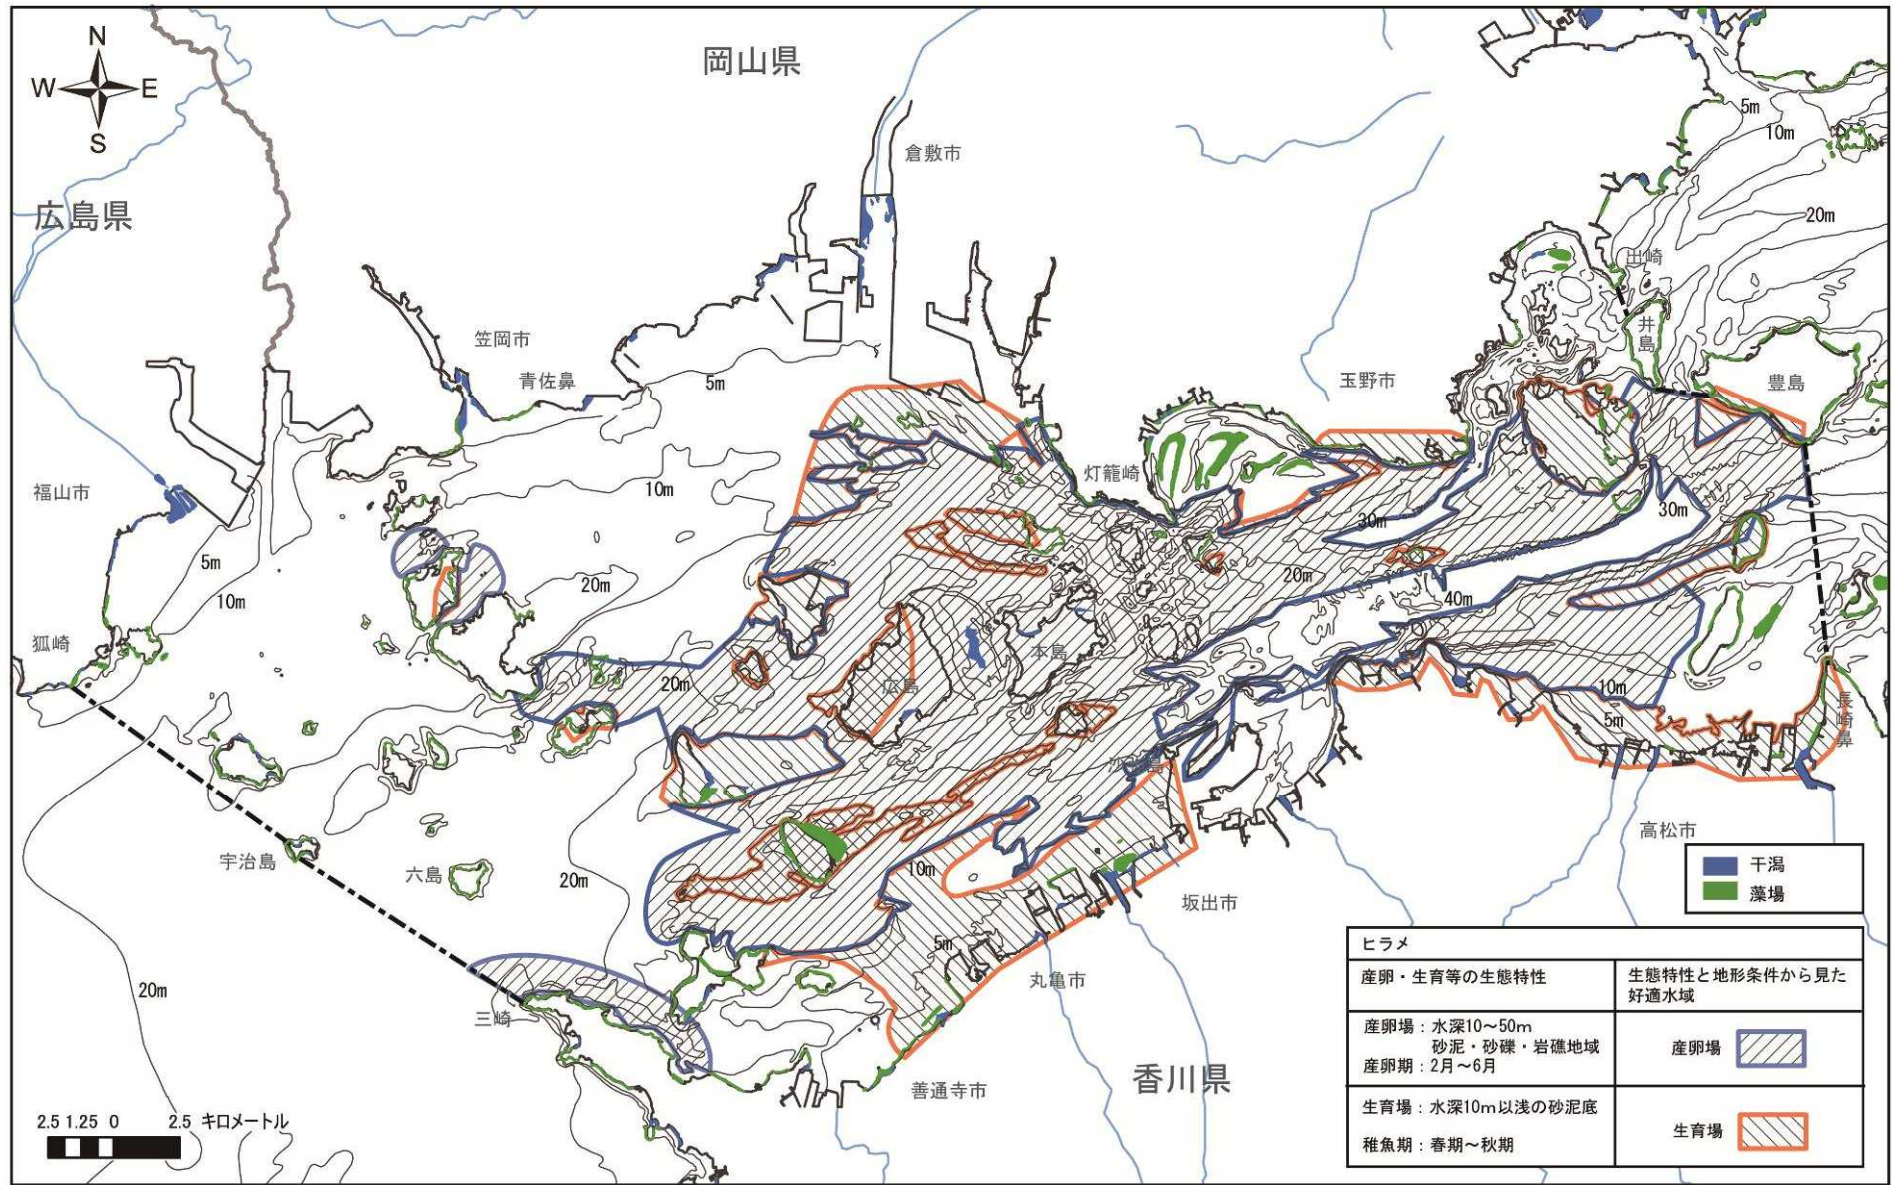 N
W
E
S
岡山県
広島県
倉敷市
笠岡市
青佐鼻
5m
10m
福山市
5m
10m
20m
20m
狐崎
宇治島
六島
20m
20m
三崎
玉野市
灯籠崎
30m
20m
40m
30m
5m
10m
20m
出崎
井島
豊島
本島
広島
沙弥島
10m
5m
長崎鼻
高松市
10m
5m
坂出市
丸亀市
善通寺市
香川県
干潟
藻場
ヒラメ
産卵・生育等の生態特性
生態特性と地形条件から見た
好適水域
産卵場:水深10~50m
砂泥・砂礫・岩礁地域
産卵期:2月~6月
産卵場
生育場:水深10m以浅の砂泥底
稚魚期:春期~秋期
生育場
2.5 1.25 0 2.5 キロメートル